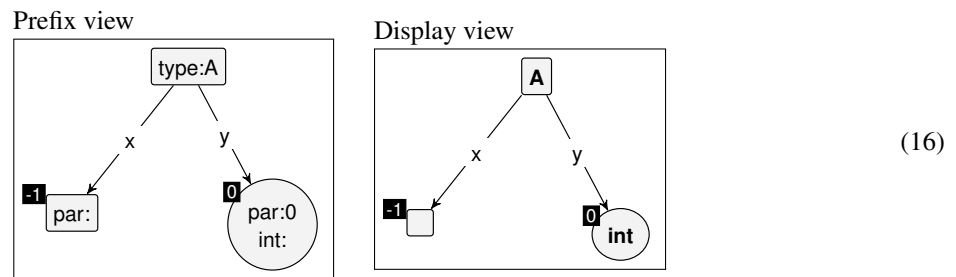 Prefix view
type:A
x
y
-1
par:
0
par:0
int:
Display view
A
x
y
-1
0
int
(16)